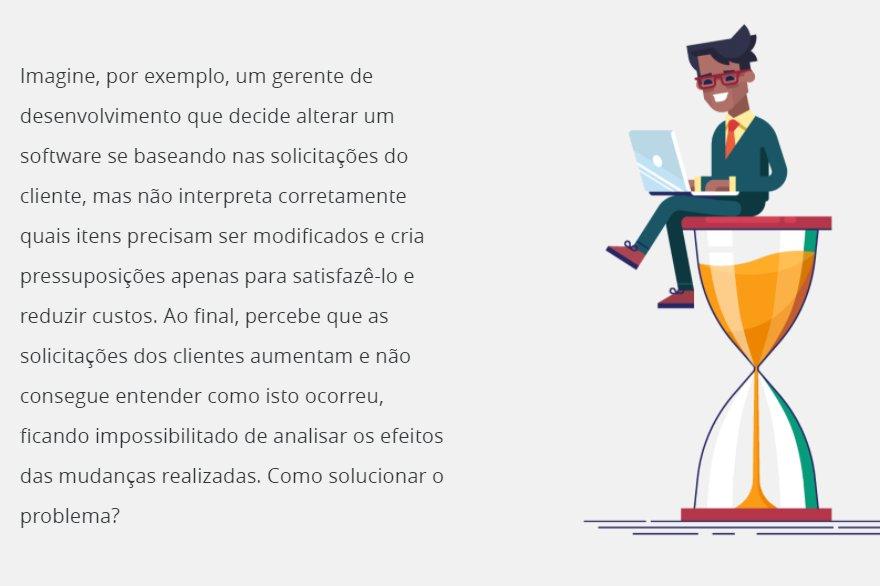 Imagine, por exemplo, um gerente de
desenvolvimento que decide alterar um
software se baseando nas solicitações do
cliente, mas não interpreta corretamente
quais itens precisam ser modificados e cria
pressuposições apenas para satisfazê-lo e
reduzir custos. Ao final, percebe que as
solicitações dos clientes aumentam e não
consegue entender como isto ocorreu,
ficando impossibilitado de analisar os efeitos
das mudanças realizadas. Como solucionar o
problema?